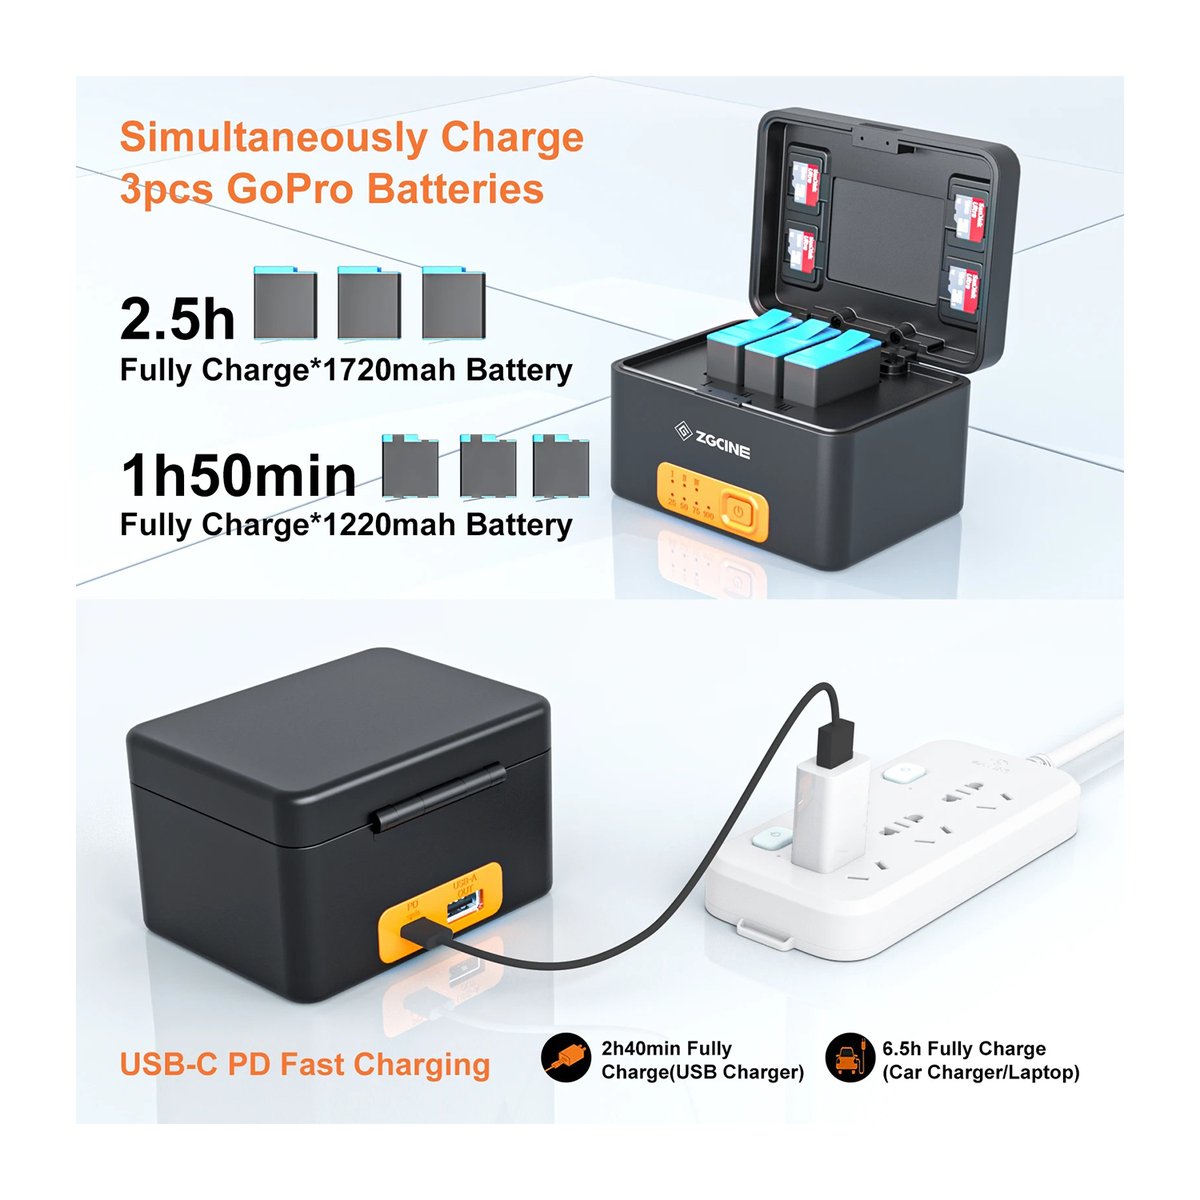 Simultaneously Charge
3pcs GoPro Batteries
2.5h
Fully Charge*1720mah Battery
1h50min
Fully Charge*1220mah Battery
ZGCINE
25 50 75 100
USB-A
OUT
PD
USB-C PD Fast Charging
2h40min Fully
Charge(USB Charger)
6.5h Fully Charge
(Car Charger/Laptop)